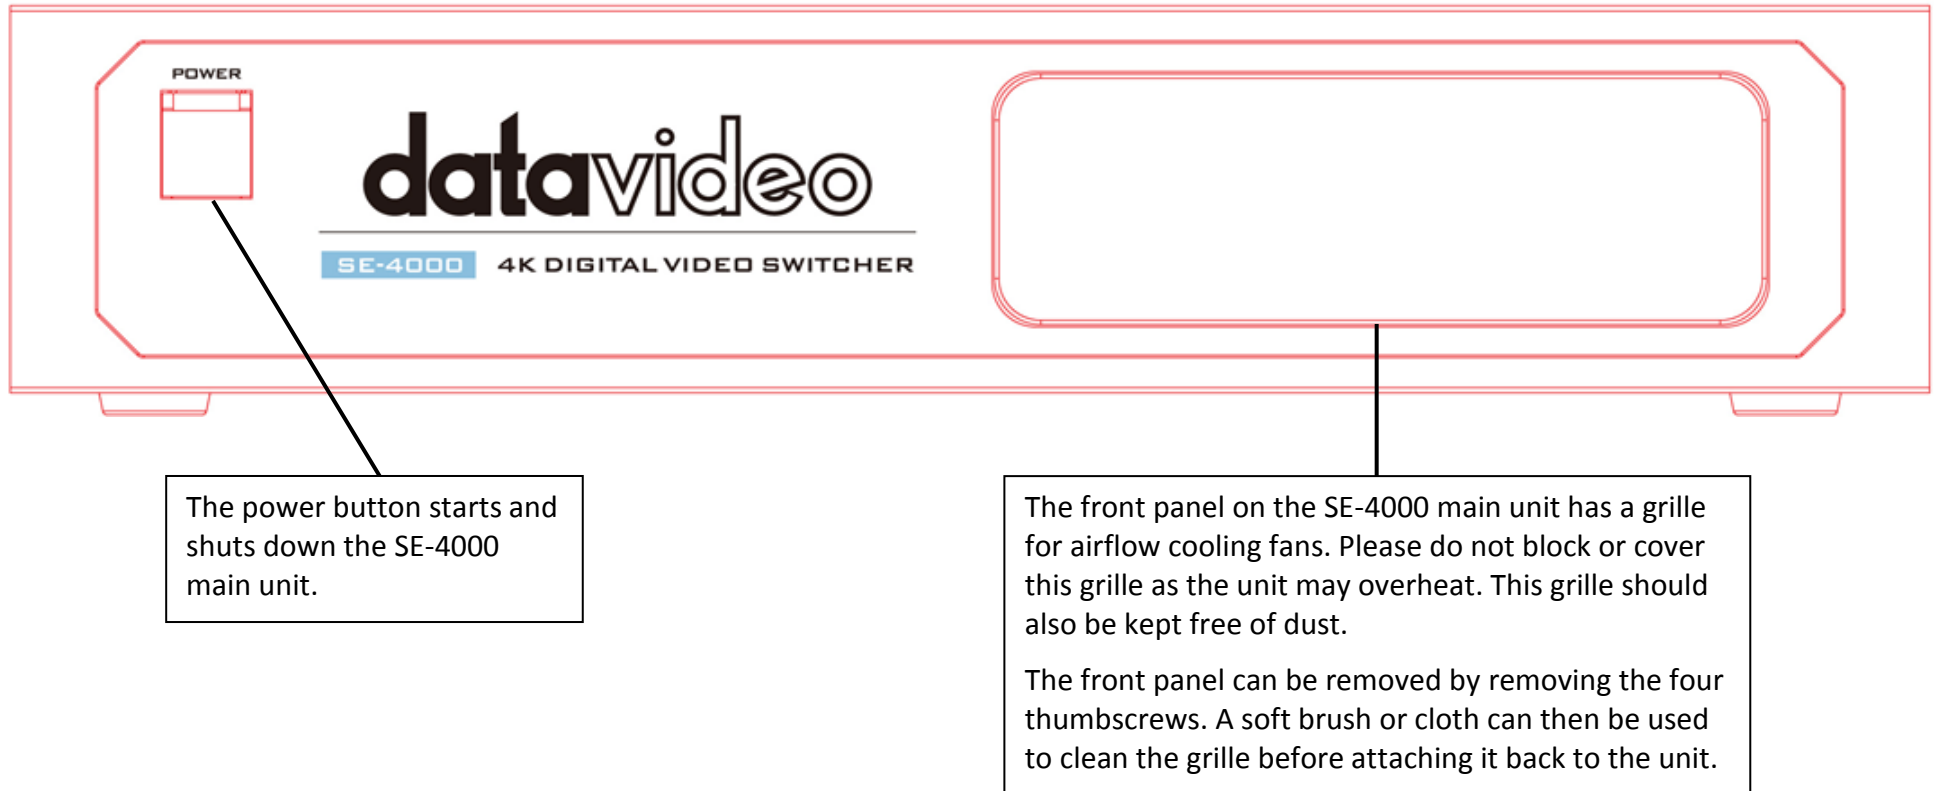 POWER
datavideo
SE-4000 4K DIGITAL VIDEO SWITCHER
The power button starts and
shuts down the SE-4000
main unit.
The front panel on the SE-4000 main unit has a grille
for airflow cooling fans. Please do not block or cover
this grille as the unit may overheat. This grille should
also be kept free of dust.
The front panel can be removed by removing the four
thumbscrews. A soft brush or cloth can then be used
to clean the grille before attaching it back to the unit.